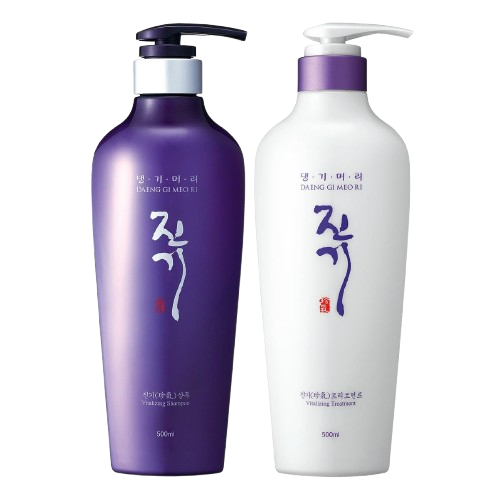 댕·기·머·리
DAENG GI MEO RI
진기
진기(珍氣)샴푸
Vitalizing Shampoo
500ml
댕·기·머·리
DAENG GI MEO RI
진기
진기(珍氣)트리트먼트
Vitalizing Treatment
500ml